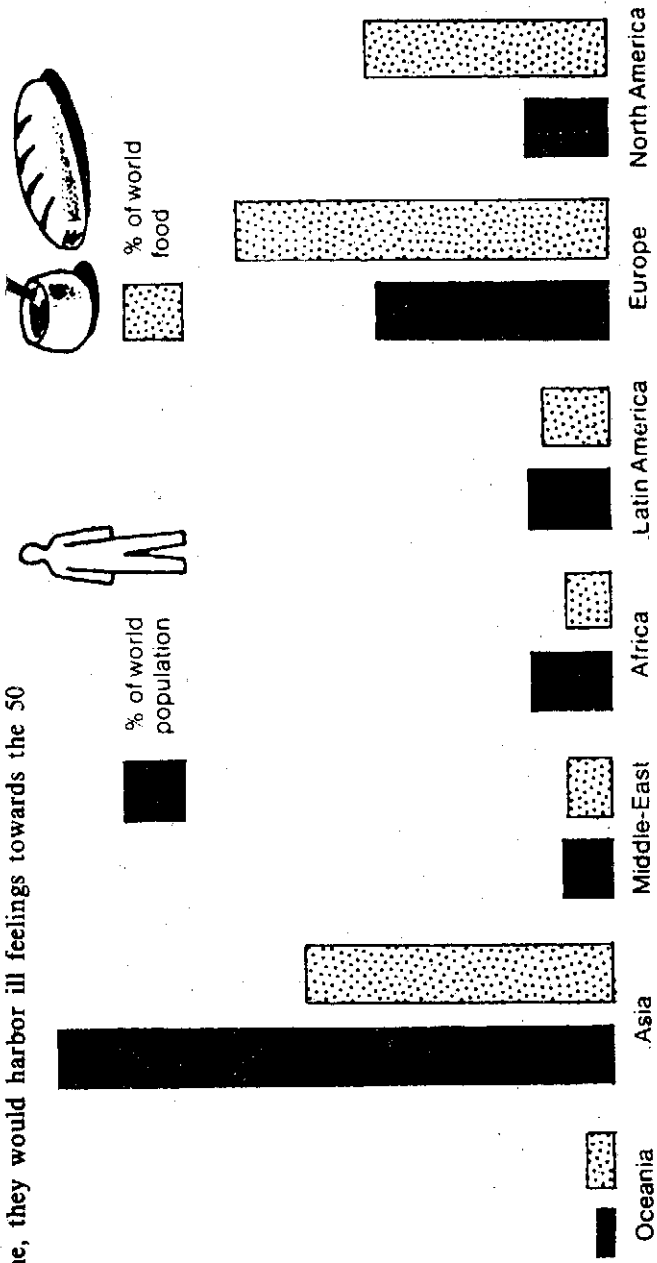 ne, they would harbor ill feelings towards the 50
% of world
population
% of world
food
Oceania
Asia
Middle-East
Africa
Latin America
Europe
North America